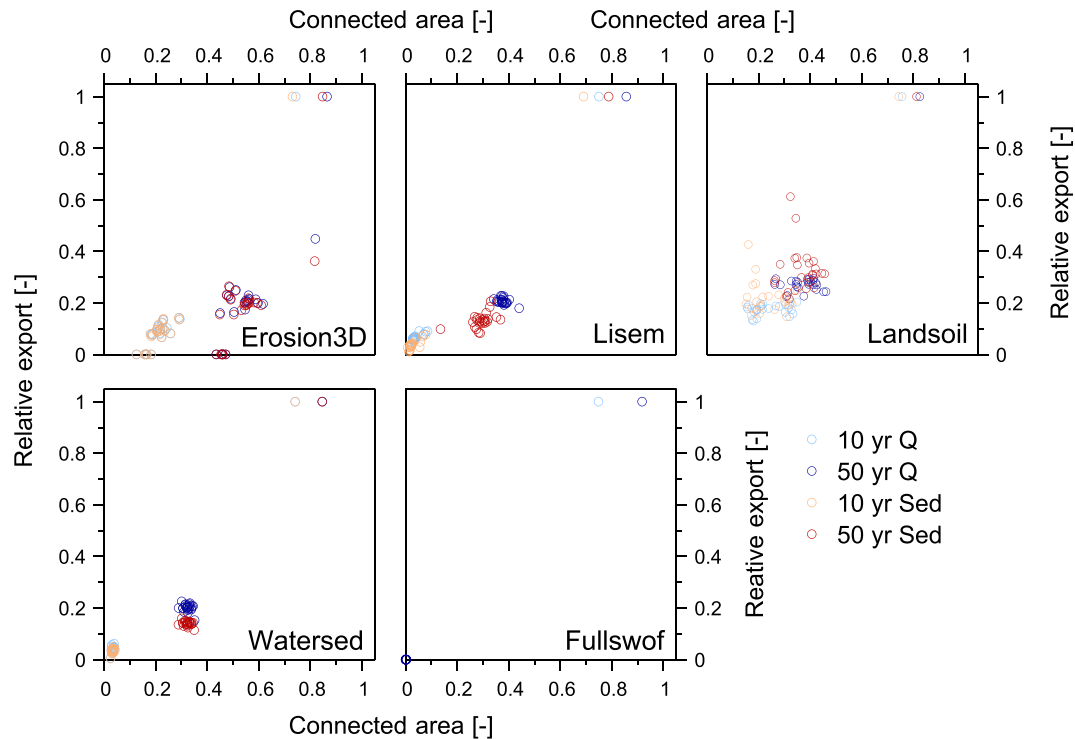 Connected area [-] Connected area [-]
0 0.2 0.4 0.6 0.8 1 0 0.2 0.4 0.6 0.8 1 0 0.2 0.4 0.6 0.8 1
1 1
0.8 0.8
0.6 0.6
0.4 0.4
0.2 0.2
0 0
Relative export [-]
Relative export [-]
Erosion3D Lisem Landsoil
1 1
0.8 0.8
0.6 0.6
0.4 0.4
0.2 0.2
0 0
Reative export [-]
Watersed Fullswof
0 0.2 0.4 0.6 0.8 1 0 0.2 0.4 0.6 0.8 1
Connected area [-]
10 yr Q
50 yr Q
10 yr Sed
50 yr Sed